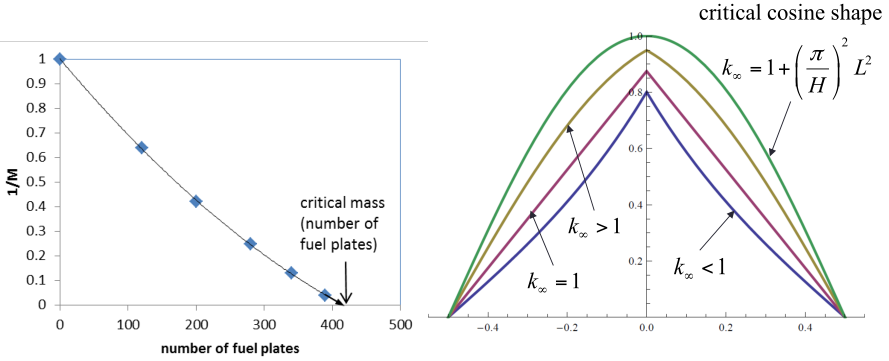 1
0.9
0.8
0.7
0.6
0.5
0.4
0.3
0.2
0.1
0
1/M
critical mass
(number of
fuel plates)
0 100 200 300 400 500
number of fuel plates
critical cosine shape
k∞ = 1 + (π/H)² L²
1.0
0.8
0.6
0.4
0.2
k∞ > 1
k∞ = 1
k∞ < 1
−0.4 −0.2 0.0 0.2 0.4